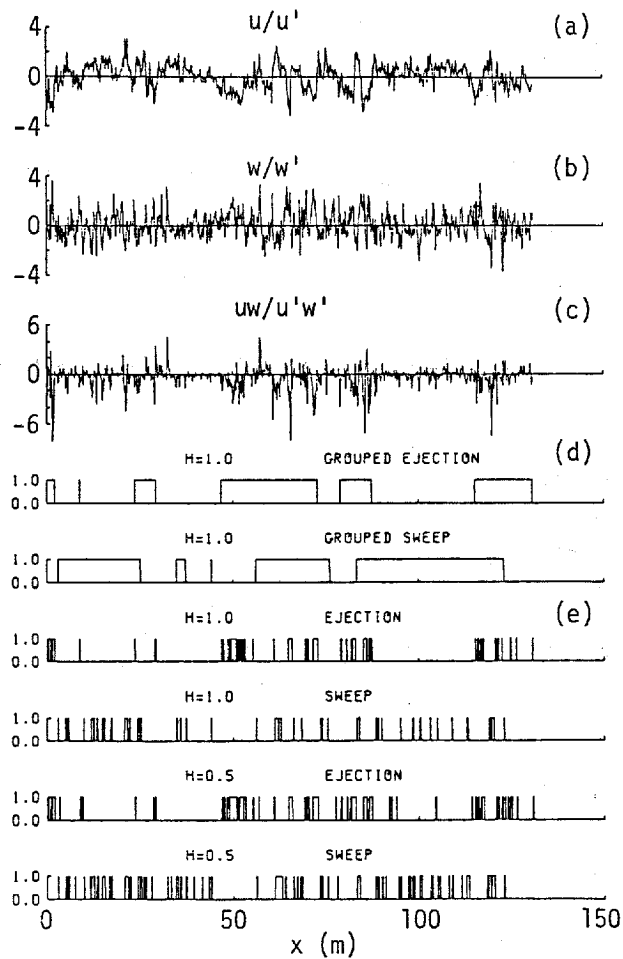 u/u' (a)
4
0
-4
w/w' (b)
4
0
-4
uw/u'w' (c)
6
0
-6
H=1.0 GROUPED EJECTION (d)
1.0
0.0
H=1.0 GROUPED SWEEP
1.0
0.0
H=1.0 EJECTION (e)
1.0
0.0
H=1.0 SWEEP
1.0
0.0
H=0.5 EJECTION
1.0
0.0
H=0.5 SWEEP
1.0
0.0
0 50 100 150
x (m)